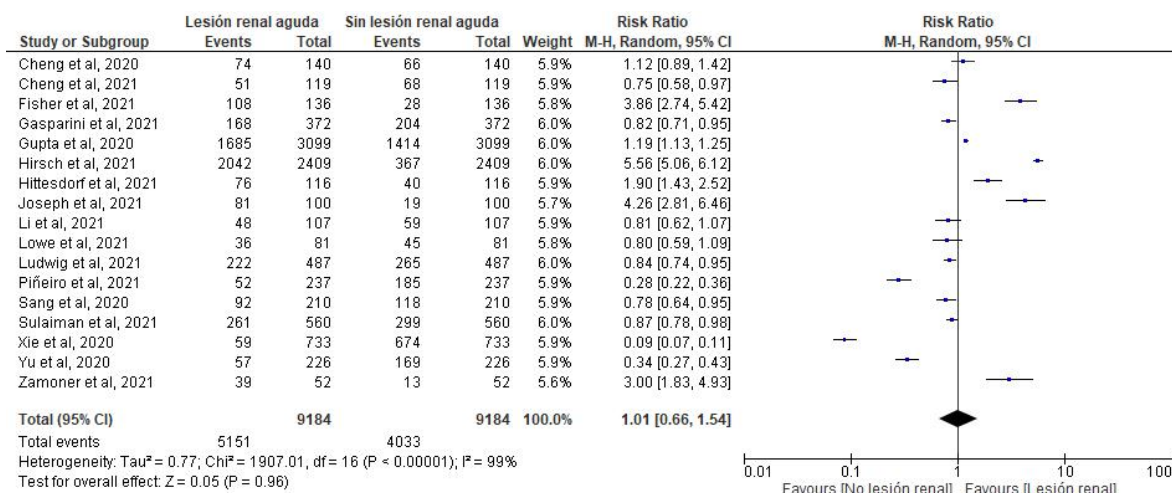 Lesión renal aguda Sin lesión renal aguda Risk Ratio Risk Ratio
Study or Subgroup Events Total Events Total Weight M-H, Random, 95% CI M-H, Random, 95% CI
Cheng et al, 2020 74 140 66 140 5.9% 1.12 [0.89, 1.42]
Cheng et al, 2021 51 119 68 119 5.9% 0.75 [0.58, 0.97]
Fisher et al, 2021 108 136 28 136 5.8% 3.86 [2.74, 5.42]
Gasparini et al, 2021 168 372 204 372 6.0% 0.82 [0.71, 0.95]
Gupta et al, 2020 1685 3099 1414 3099 6.0% 1.19 [1.13, 1.25]
Hirsch et al, 2021 2042 2409 367 2409 6.0% 5.56 [5.06, 6.12]
Hittesdorf et al, 2021 76 116 40 116 5.9% 1.90 [1.43, 2.52]
Joseph et al, 2021 81 100 19 100 5.7% 4.26 [2.81, 6.46]
Li et al, 2021 48 107 59 107 5.9% 0.81 [0.62, 1.07]
Lowe et al, 2021 36 81 45 81 5.8% 0.80 [0.59, 1.09]
Ludwig et al, 2021 222 487 265 487 6.0% 0.84 [0.74, 0.95]
Piñeiro et al, 2021 52 237 185 237 5.9% 0.28 [0.22, 0.36]
Sang et al, 2020 92 210 118 210 5.9% 0.78 [0.64, 0.95]
Sulaiman et al, 2021 261 560 299 560 6.0% 0.87 [0.78, 0.98]
Xie et al, 2020 59 733 674 733 5.9% 0.09 [0.07, 0.11]
Yu et al, 2020 57 226 169 226 5.9% 0.34 [0.27, 0.43]
Zamoner et al, 2021 39 52 13 52 5.6% 3.00 [1.83, 4.93]
Total (95% CI) 9184 9184 100.0% 1.01 [0.66, 1.54]
Total events 5151 4033
Heterogeneity: Tau² = 0.77; Chi² = 1907.01, df = 16 (P < 0.00001); I² = 99%
Test for overall effect: Z = 0.05 (P = 0.96)
0.01 0.1 1 10 100
Favours [No lesión renal] Favours [Lesión renal]